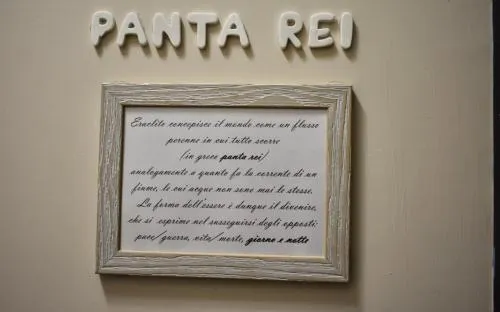 PANTA REI
Eraclito concepisce il mondo come un flusso
perenne in cui tutto scorre
(in greco panta rei)
analogamente a quanto fa la corrente di un
fiume, le cui acque non sono mai le stesse.
La forma dell'essere è dunque il divenire,
che si esprime nel susseguirsi degli opposti:
pace/guerra, vita/morte, giorno e notte